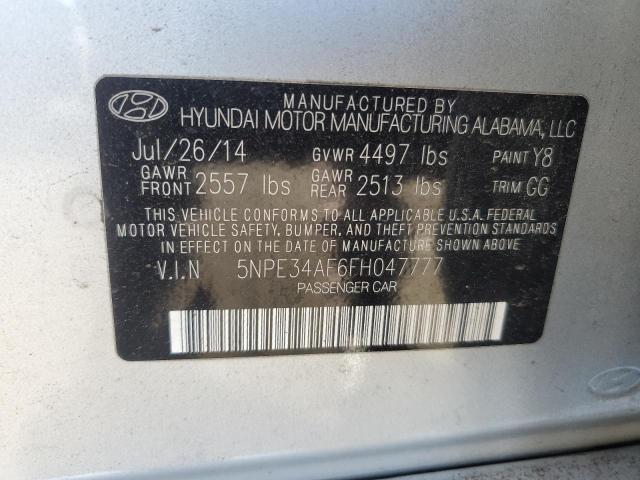 MANUFACTURED BY
HYUNDAI MOTOR MANUFACTURING ALABAMA, LLC
Jul/26/14 GVWR 4497 lbs PAINT Y8
GAWR FRONT 2557 lbs GAWR REAR 2513 lbs TRIM GG
THIS VEHICLE CONFORMS TO ALL APPLICABLE U.S.A. FEDERAL
MOTOR VEHICLE SAFETY, BUMPER, AND THEFT PREVENTION STANDARDS
IN EFFECT ON THE DATE OF MANUFACTURE SHOWN ABOVE.
V.I.N 5NPE34AF6FH047777
PASSENGER CAR